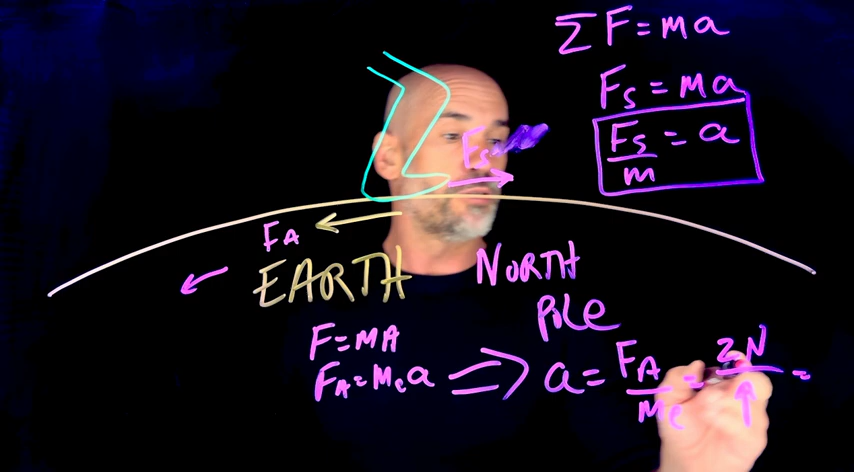 ΣF=ma
Fs=ma
Fs/m=a
Fs
FA
EARTH
NORTH
POLE
F=MA
FA=Mea => a=FA/Me=2N/↑=